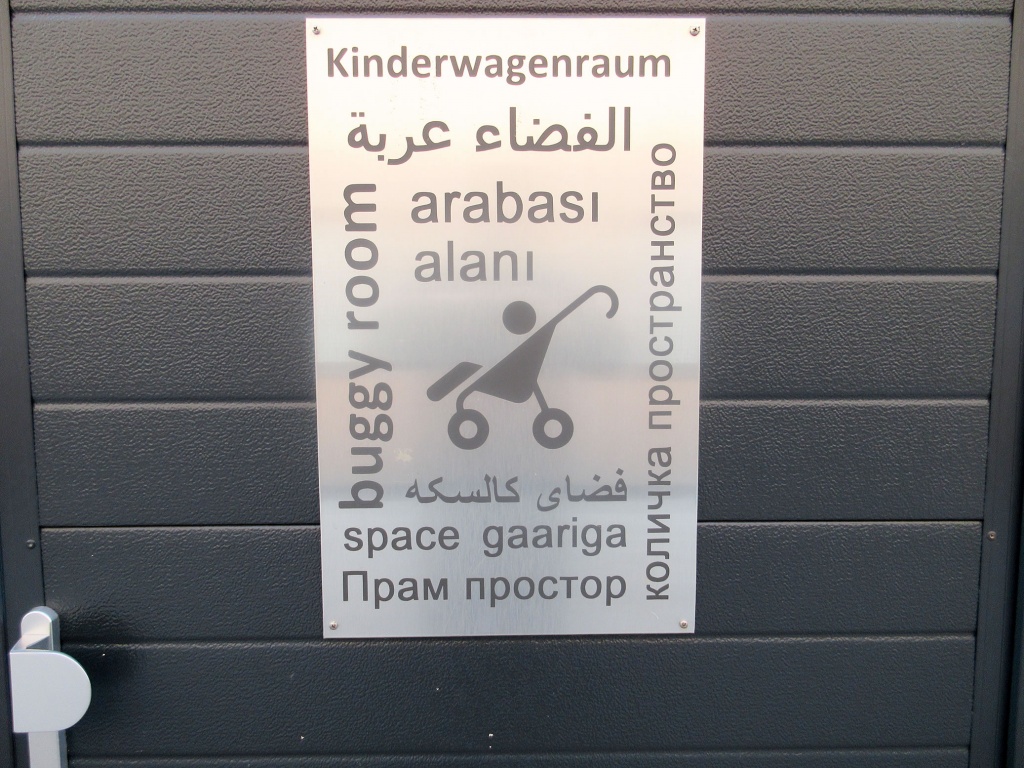 Kinderwagenraum
الفضاء عربة
arabası
alanı
buggy room
количка пространство
فضای کالسکه
space gaariga
Прам простор